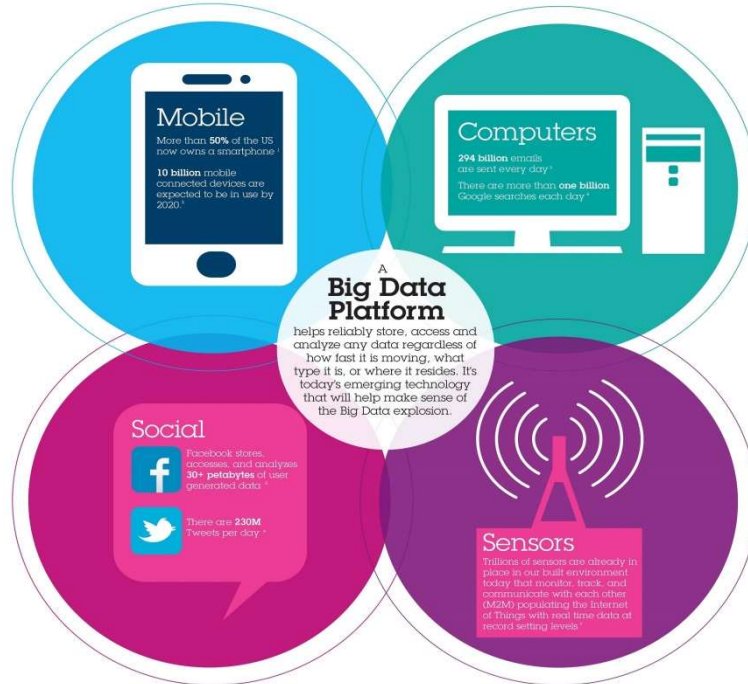 Mobile
More than 50% of the US
now owns a smartphone
10 billion mobile
connected devices are
expected to be in use by
2020.
Computers
294 billion emails
are sent every day
There are more than one billion
Google searches each day
A
Big Data
Platform
helps reliably store, access and
analyze any data regardless of
how fast it is moving, what
type it is, or where it resides. It's
today's emerging technology
that will help make sense of
the Big Data explosion.
Social
f
Facebook stores,
accesses, and analyzes
30+ petabytes of user
generated data
There are 230M
Tweets per day
Sensors
Trillions of sensors are already in
place in our built environment
today that monitor, track, and
communicate with each other
(M2M) populating the Internet
of Things with real time data at
record setting levels